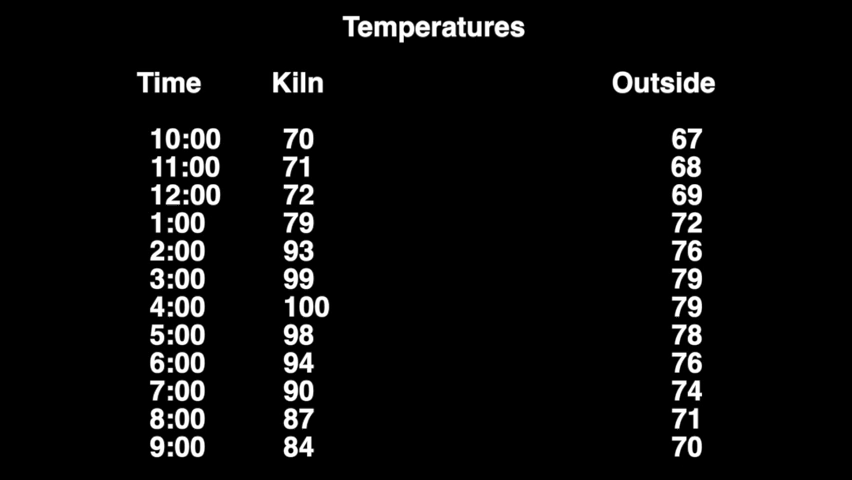 Temperatures
Time Kiln Outside
10:00 70 67
11:00 71 68
12:00 72 69
1:00 79 72
2:00 93 76
3:00 99 79
4:00 100 79
5:00 98 78
6:00 94 76
7:00 90 74
8:00 87 71
9:00 84 70